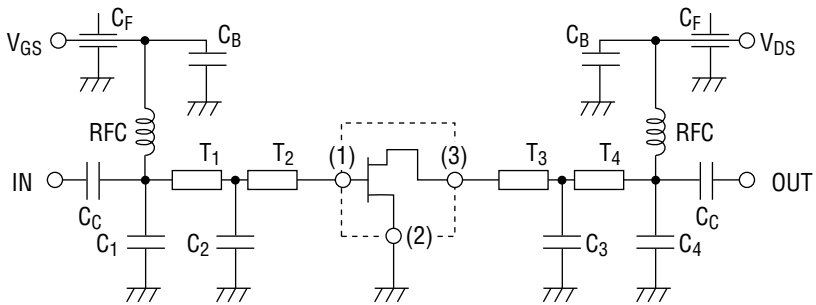 C_F C_F
V_GS C_B C_B V_DS
RFC RFC
T_1 T_2 (1) (3) T_3 T_4
IN OUT
C_C C_C
C_1 C_2 (2) C_3 C_4